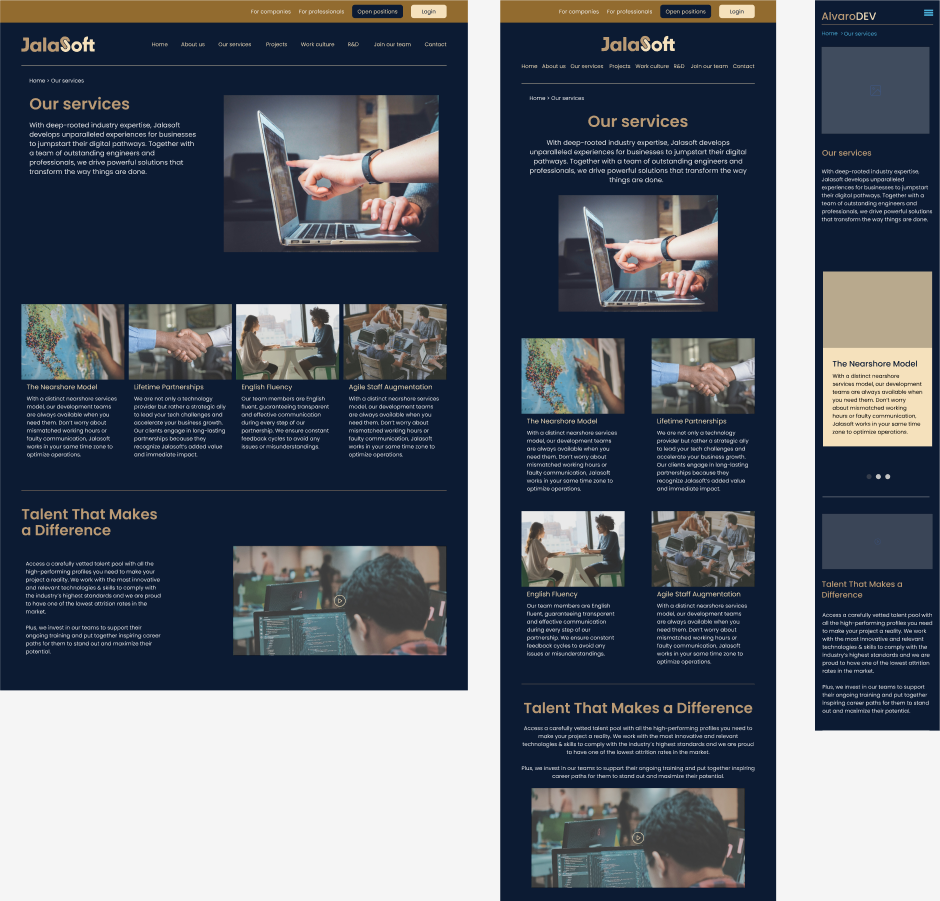 For companies For professionals Open positions Login
JalaSoft
Home About us Our services Projects Work culture R&D Join our team Contact
Home > Our services
Our services
With deep-rooted industry expertise, Jalasoft
develops unparalleled experiences for businesses
to jumpstart their digital pathways. Together with
a team of outstanding engineers and
professionals, we drive powerful solutions that
transform the way things are done.
The Nearshore Model
With a distinct nearshore services
model, our development teams
are always available when you
need them. Don't worry about
mismatched working hours or
faulty communication, Jalasoft
works in your same time zone to
optimize operations.
Lifetime Partnerships
We are not only a technology
provider but rather a strategic ally
to lead your tech challenges and
accelerate your business growth.
Our clients engage in long-lasting
partnerships because they
recognize Jalasoft's added value
and immediate impact.
English Fluency
Our team members are English
fluent, guaranteeing transparent
and effective communication
during every step of our
partnership. We ensure constant
feedback cycles to avoid any
issues or misunderstandings.
Agile Staff Augmentation
With a distinct nearshore services
model, our development teams
are always available when you
need them. Don't worry about
mismatched working hours or
faulty communication, Jalasoft
works in your same time zone to
optimize operations.
Talent That Makes
a Difference
Access a carefully vetted talent pool with all the
high-performing profiles you need to make your
project a reality. We work with the most innovative
and relevant technologies & skills to comply with
the industry's highest standards and we are proud
to have one of the lowest attrition rates in the
market.
Plus, we invest in our teams to support their
ongoing training and put together inspiring career
paths for them to stand out and maximize their
potential.
For companies For professionals Open positions Login
JalaSoft
Home About us Our services Projects Work culture R&D Join our team Contact
Home > Our services
Our services
With deep-rooted industry expertise, Jalasoft develops
unparalleled experiences for businesses to jumpstart their digital
pathways. Together with a team of outstanding engineers and
professionals, we drive powerful solutions that transform the way
things are done.
The Nearshore Model
With a distinct nearshore services
model, our development teams
are always available when you
need them. Don't worry about
mismatched working hours or
faulty communication, Jalasoft
works in your same time zone to
optimize operations.
Lifetime Partnerships
We are not only a technology
provider but rather a strategic ally
to lead your tech challenges and
accelerate your business growth.
Our clients engage in long-lasting
partnerships because they
recognize Jalasoft's added value
and immediate impact.
English Fluency
Our team members are English
fluent, guaranteeing transparent
and effective communication
during every step of our
partnership. We ensure constant
feedback cycles to avoid any
issues or misunderstandings.
Agile Staff Augmentation
With a distinct nearshore services
model, our development teams
are always available when you
need them. Don't worry about
mismatched working hours or
faulty communication, Jalasoft
works in your same time zone to
optimize operations.
Talent That Makes a Difference
Access a carefully vetted talent pool with all the high-performing profiles you need to
make your project a reality. We work with the most innovative and relevant
technologies & skills to comply with the industry's highest standards and we are proud
to have one of the lowest attrition rates in the market.
Plus, we invest in our teams to support their ongoing training and put together inspiring
career paths for them to stand out and maximize their potential.
AlvaroDEV
Home > Our services
Our services
With deep-rooted industry expertise,
Jalasoft develops unparalleled
experiences for businesses to jumpstart
their digital pathways. Together with a
team of outstanding engineers and
professionals, we drive powerful solutions
that transform the way things are done.
The Nearshore Model
With a distinct nearshore
services model, our development
teams are always available when
you need them. Don't worry
about mismatched working
hours or faulty communication,
Jalasoft works in your same time
zone to optimize operations.
Talent That Makes a
Difference
Access a carefully vetted talent pool with
all the high-performing profiles you need
to make your project a reality. We work
with the most innovative and relevant
technologies & skills to comply with the
industry's highest standards and we are
proud to have one of the lowest attrition
rates in the market.
Plus, we invest in our teams to support
their ongoing training and put together
inspiring career paths for them to stand
out and maximize their potential.